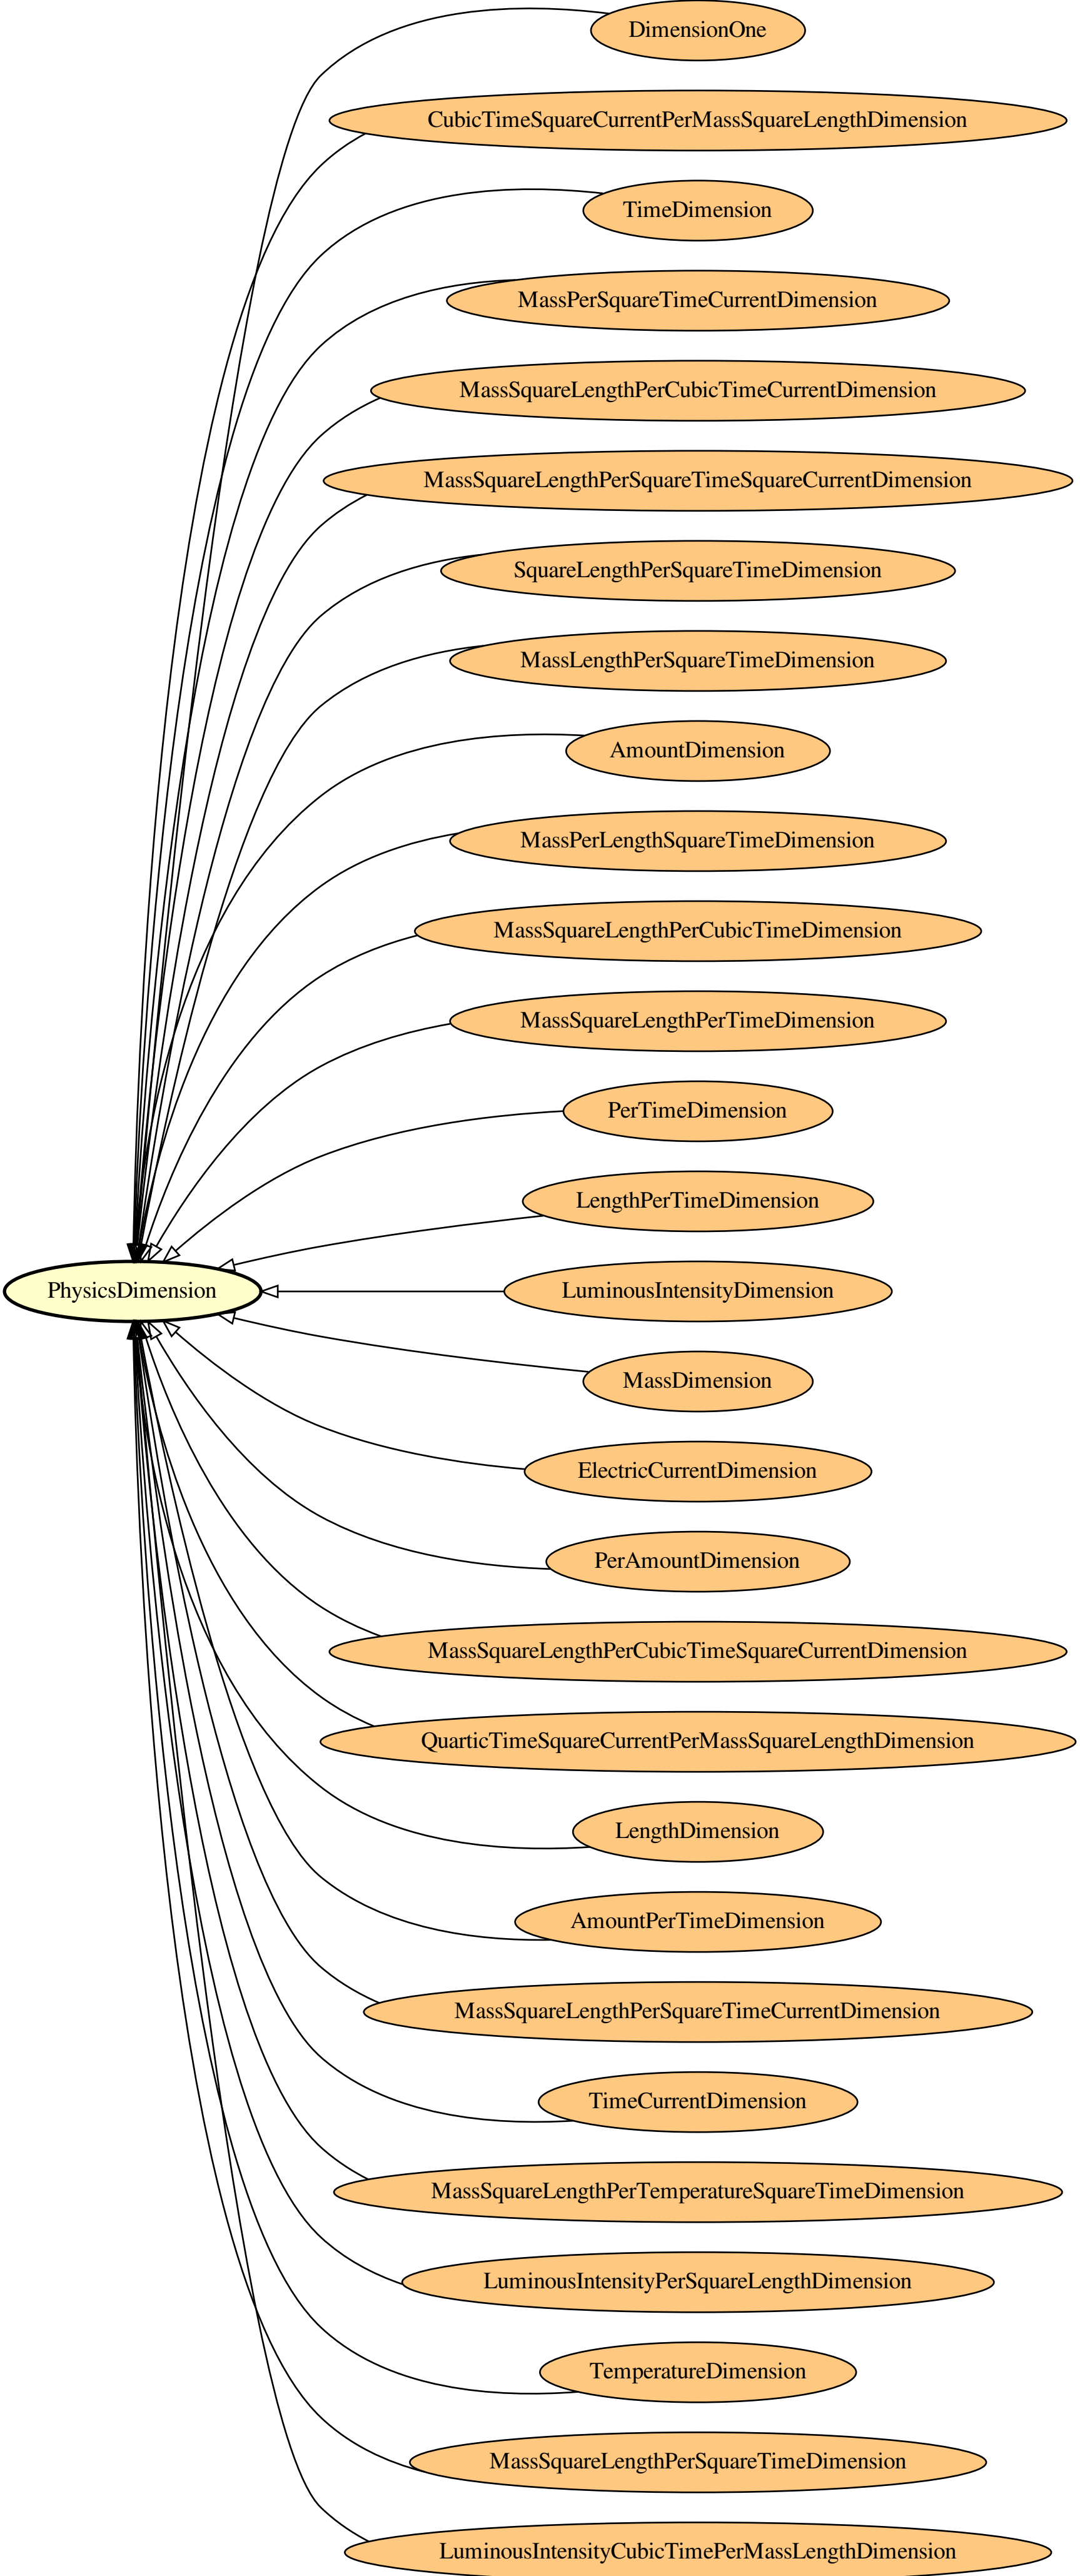 DimensionOne
CubicTimeSquareCurrentPerMassSquareLengthDimension
TimeDimension
MassPerSquareTimeCurrentDimension
MassSquareLengthPerCubicTimeCurrentDimension
MassSquareLengthPerSquareTimeSquareCurrentDimension
SquareLengthPerSquareTimeDimension
MassLengthPerSquareTimeDimension
AmountDimension
MassPerLengthSquareTimeDimension
MassSquareLengthPerCubicTimeDimension
MassSquareLengthPerTimeDimension
PerTimeDimension
LengthPerTimeDimension
PhysicsDimension
LuminousIntensityDimension
MassDimension
ElectricCurrentDimension
PerAmountDimension
MassSquareLengthPerCubicTimeSquareCurrentDimension
QuarticTimeSquareCurrentPerMassSquareLengthDimension
LengthDimension
AmountPerTimeDimension
MassSquareLengthPerSquareTimeCurrentDimension
TimeCurrentDimension
MassSquareLengthPerTemperatureSquareTimeDimension
LuminousIntensityPerSquareLengthDimension
TemperatureDimension
MassSquareLengthPerSquareTimeDimension
LuminousIntensityCubicTimePerMassLengthDimension